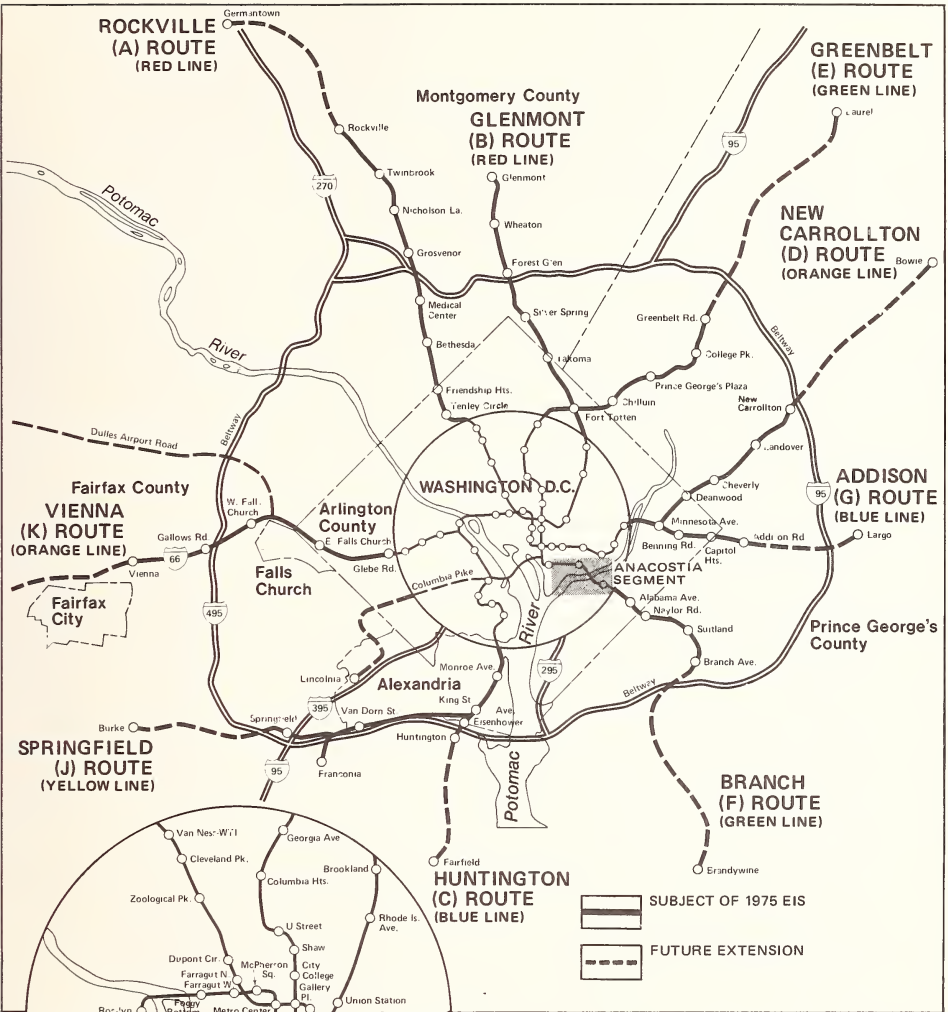 Germantown
ROCKVILLE
(A) ROUTE
(RED LINE)
GREENBELT
(E) ROUTE
(GREEN LINE)
Laurel
Montgomery County
GLENMONT
(B) ROUTE
(RED LINE)
Glenmont
Rockville
95
Twinbrook
270
Nicholson La.
Wheaton
Potomac
NEW
CARROLLTON
(D) ROUTE
(ORANGE LINE)
Bowie
Grosvenor
Forest Glen
Medical
Center
Silver Spring
Greenbelt Rd.
Beltway
River
Bethesda
Takoma
College Pk.
Prince George's Plaza
Friendship Hts.
Tenley Circle
Chillum
Fort Totten
New
Carrollton
Beltway
Dulles Airport Road
Landover
Fairfax County
VIENNA
(K) ROUTE
(ORANGE LINE)
W. Fall.
Church
Arlington
County
WASHINGTON D.C.
Cheverly
Deanwood
95
ADDISON
(G) ROUTE
(BLUE LINE)
Minnesota Ave.
Gallows Rd.
E. Falls Church
Benning Rd.
Capitol
Hts.
Addison Rd
Largo
66
Vienna
Glebe Rd.
Falls
Church
Columbia Pike
ANACOSTIA
SEGMENT
Fairfax
City
495
River
Alabama Ave.
Naylor Rd.
Suitland
Prince George's
County
Lincolnia
Monroe Ave.
295
Branch Ave.
Alexandria
395
King St.
Beltway
Springfield
Van Dorn St.
Ave.
Eisenhower
Burke
Huntington
SPRINGFIELD
(J) ROUTE
(YELLOW LINE)
95
Franconia
Potomac
BRANCH
(F) ROUTE
(GREEN LINE)
Van Ness-
Georgia Ave
Cleveland Pk.
Brookland
Columbia Hts.
Fairfield
Brandywine
HUNTINGTON
(C) ROUTE
(BLUE LINE)
Zoological Pk.
SUBJECT OF 1975 EIS
Rhode Is.
Ave.
U Street
Shaw
FUTURE EXTENSION
Dupont Cir.
McPherson
Sq.
City
College
Farragut N.
Farragut W.
Gallery
Pl.
Foggy
Rosslyn
Metro Center
Union Station